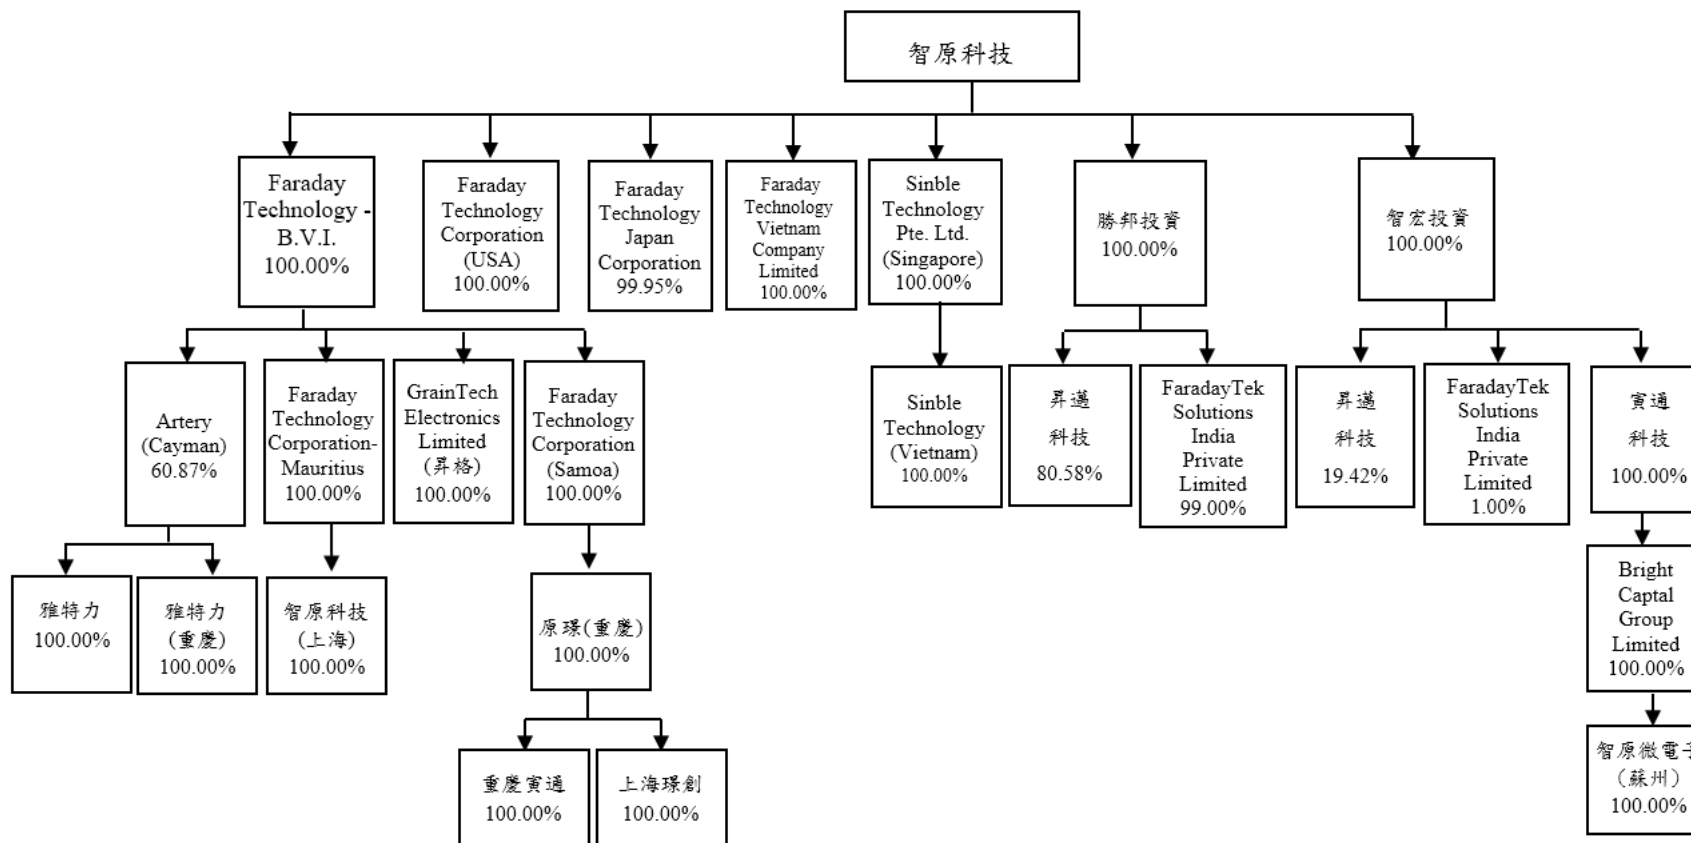 智原科技
Faraday
Technology -
B.V.I.
100.00%
Faraday
Technology
Corporation
(USA)
100.00%
Faraday
Technology
Japan
Corporation
99.95%
Faraday
Technology
Vietnam
Company
Limited
100.00%
Sinble
Technology
Pte. Ltd.
(Singapore)
100.00%
勝邦投資
100.00%
智宏投資
100.00%
Artery
(Cayman)
60.87%
Faraday
Technology
Corporation-
Mauritius
100.00%
GrainTech
Electronics
Limited
(昇格)
100.00%
Faraday
Technology
Corporation
(Samoa)
100.00%
Sinble
Technology
(Vietnam)
100.00%
昇邁
科技
80.58%
FaradayTek
Solutions
India
Private
Limited
99.00%
昇邁
科技
19.42%
FaradayTek
Solutions
India
Private
Limited
1.00%
寅通
科技
100.00%
雅特力
100.00%
雅特力
(重慶)
100.00%
智原科技
(上海)
100.00%
原璟(重慶)
100.00%
Bright
Captal
Group
Limited
100.00%
重慶寅通
100.00%
上海璟創
100.00%
智原微電子
(蘇州)
100.00%